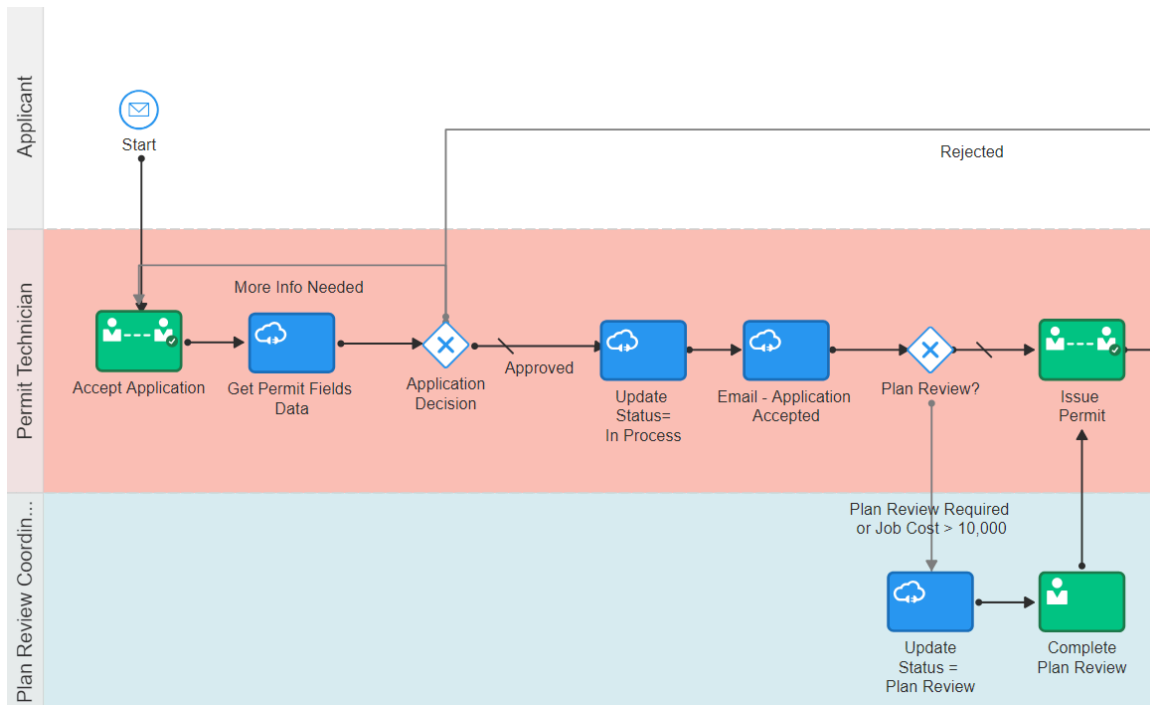 Applicant
Start
Rejected
Permit Technician
More Info Needed
Accept Application
Get Permit Fields
Data
Application
Decision
Approved
Update
Status=
In Process
Email - Application
Accepted
Plan Review?
Issue
Permit
Plan Review Coordin...
Plan Review Required
or Job Cost > 10,000
Update
Status =
Plan Review
Complete
Plan Review